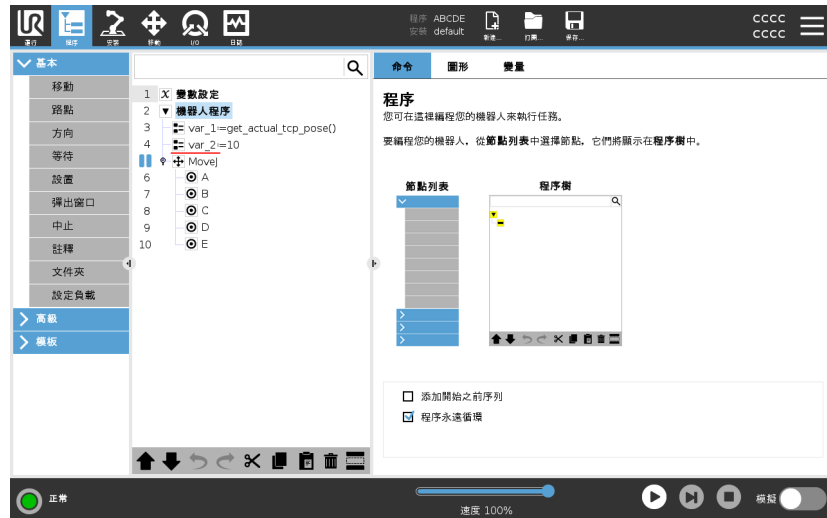 UR
運行
程序
安裝
移動
I/O
日誌
程序 ABCDE
安裝 default
新建...
打開...
保存...
cccc
cccc
基本
移動
路點
方向
等待
設置
彈出窗口
中止
註釋
文件夾
設定負載
高級
模板
1 X 變數設定
2 機器人程序
3 var_1:=get_actual_tcp_pose()
4 var_2:=10
MoveJ
6 A
7 B
8 C
9 D
10 E
命令 圖形 變量
程序
您可在這裡編程您的機器人來執行任務。
要編程您的機器人，從節點列表中選擇節點，它們將顯示在程序樹中。
節點列表 程序樹
添加開始之前序列
程序永遠循環
正常
速度 100%
模擬